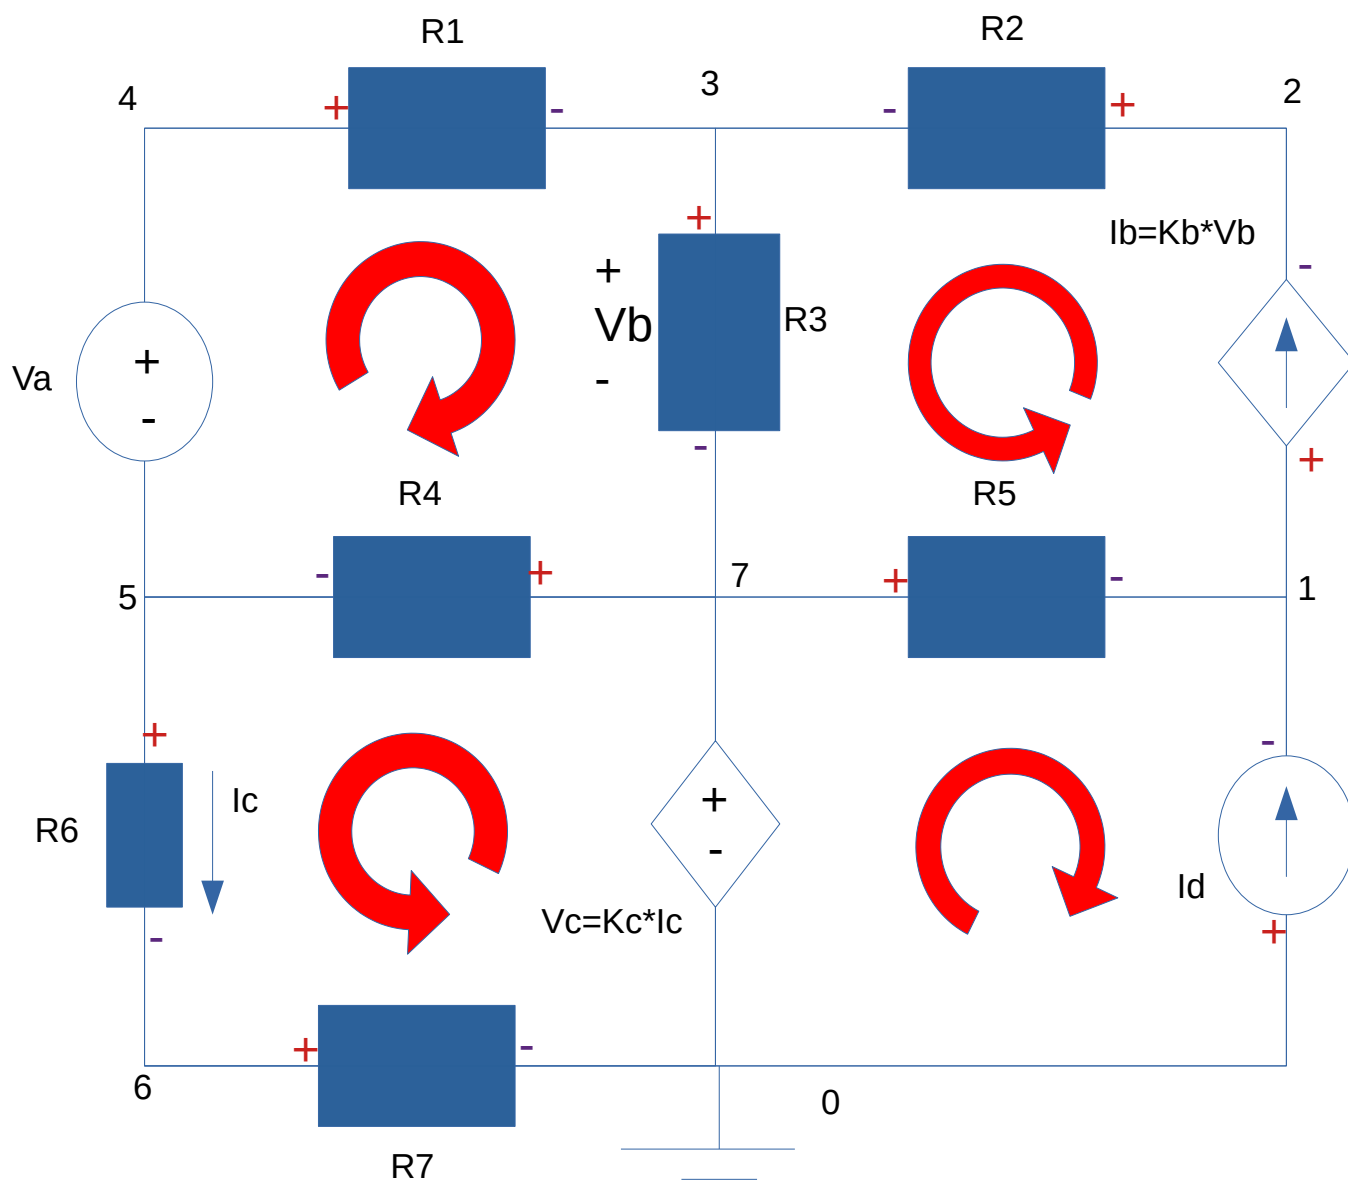 R1
R2
4
3
2
+
-
-
+
Ib=Kb*Vb
+
-
+
Vb
-
R3
Va
+
-
+
-
R4
R5
-
+
7
+
-
5
1
+
-
Ic
R6
+
-
Id
Vc=Kc*Ic
-
+
+
-
6
0
R7